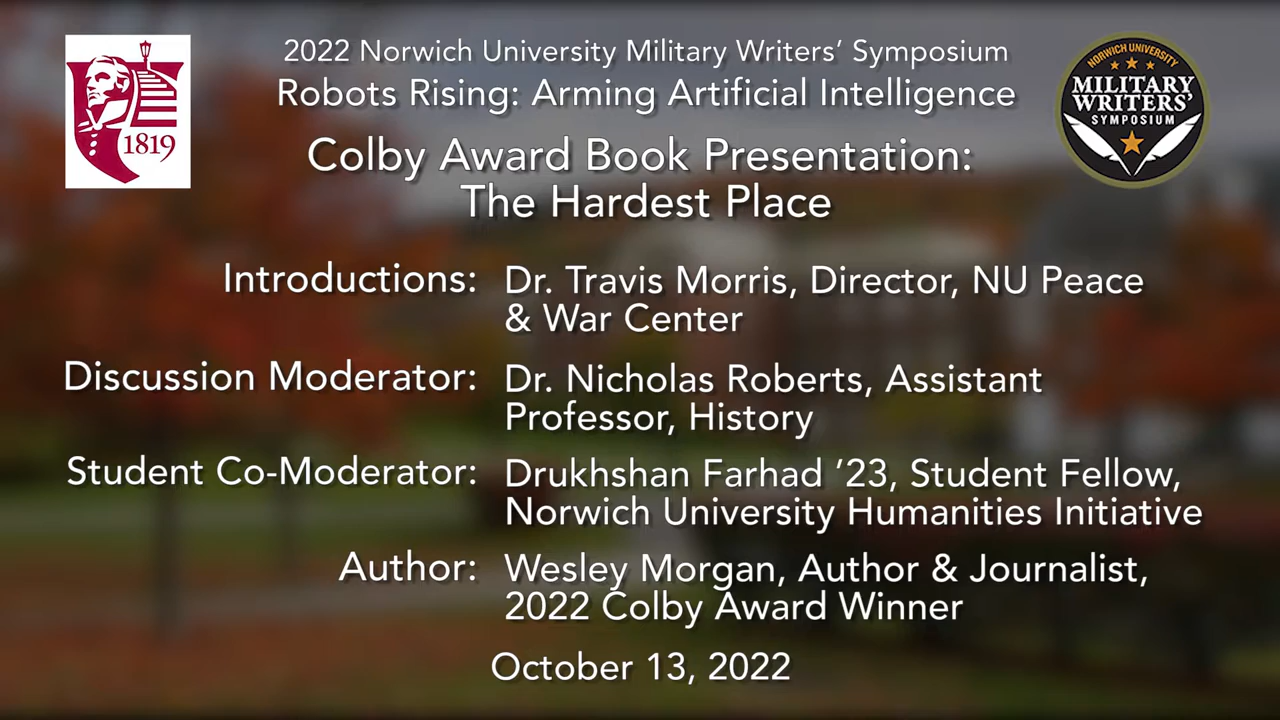 2022 Norwich University Military Writers’ Symposium
Robots Rising: Arming Artificial Intelligence
Colby Award Book Presentation:
The Hardest Place
1819
NORWICH UNIVERSITY
MILITARY
WRITERS’
SYMPOSIUM
Introductions: Dr. Travis Morris, Director, NU Peace
& War Center
Discussion Moderator: Dr. Nicholas Roberts, Assistant
Professor, History
Student Co-Moderator: Drukhshan Farhad ’23, Student Fellow,
Norwich University Humanities Initiative
Author: Wesley Morgan, Author & Journalist,
2022 Colby Award Winner
October 13, 2022